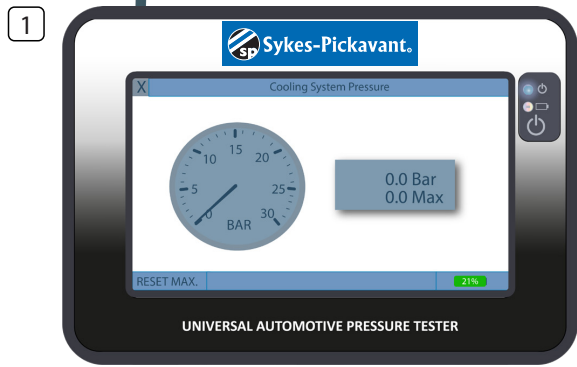 1
sp Sykes-Pickavant®
X
Cooling System Pressure
0
5
10
15
20
25
30
BAR
0.0 Bar
0.0 Max
RESET MAX.
21%
UNIVERSAL AUTOMOTIVE PRESSURE TESTER